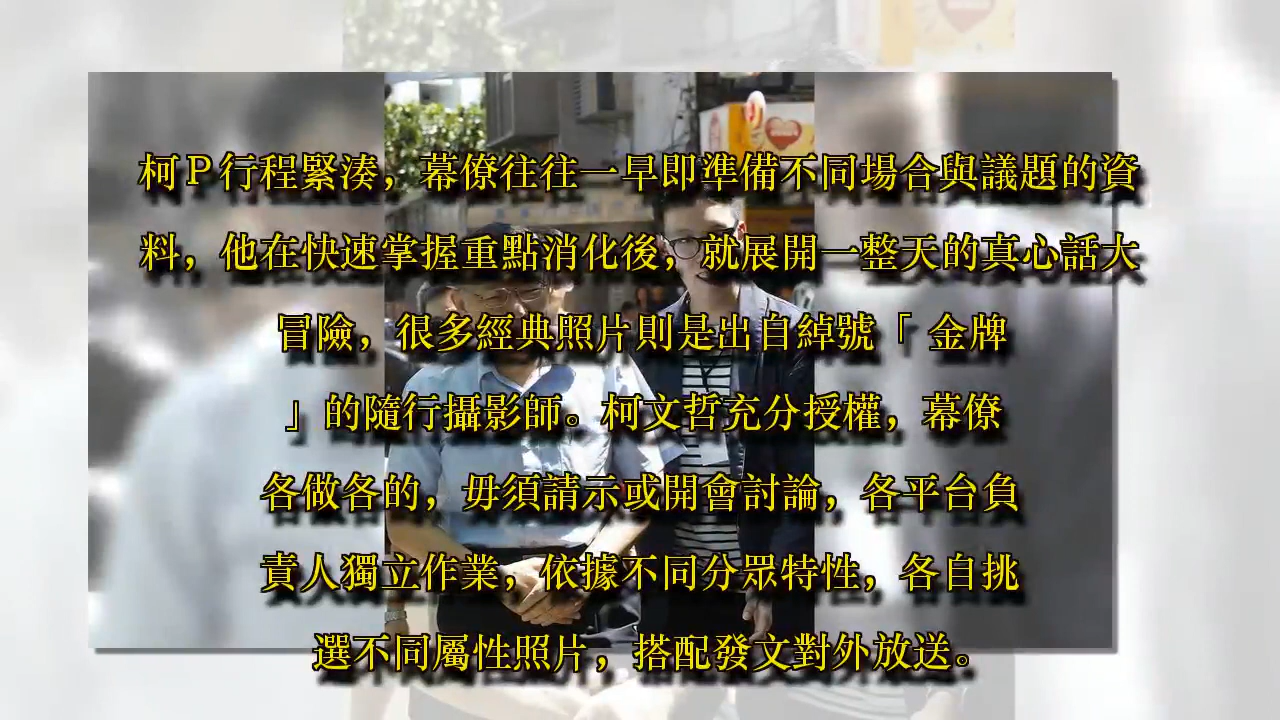 柯Ｐ行程緊湊，幕僚往往一早即準備不同場合與議題的資
料，他在快速掌握重點消化後，就展開一整天的真心話大
冒險，很多經典照片則是出自綽號「 金牌
」的隨行攝影師。柯文哲充分授權，幕僚
各做各的，毋須請示或開會討論，各平台負
責人獨立作業，依據不同分眾特性，各自挑
選不同屬性照片，搭配發文對外放送。